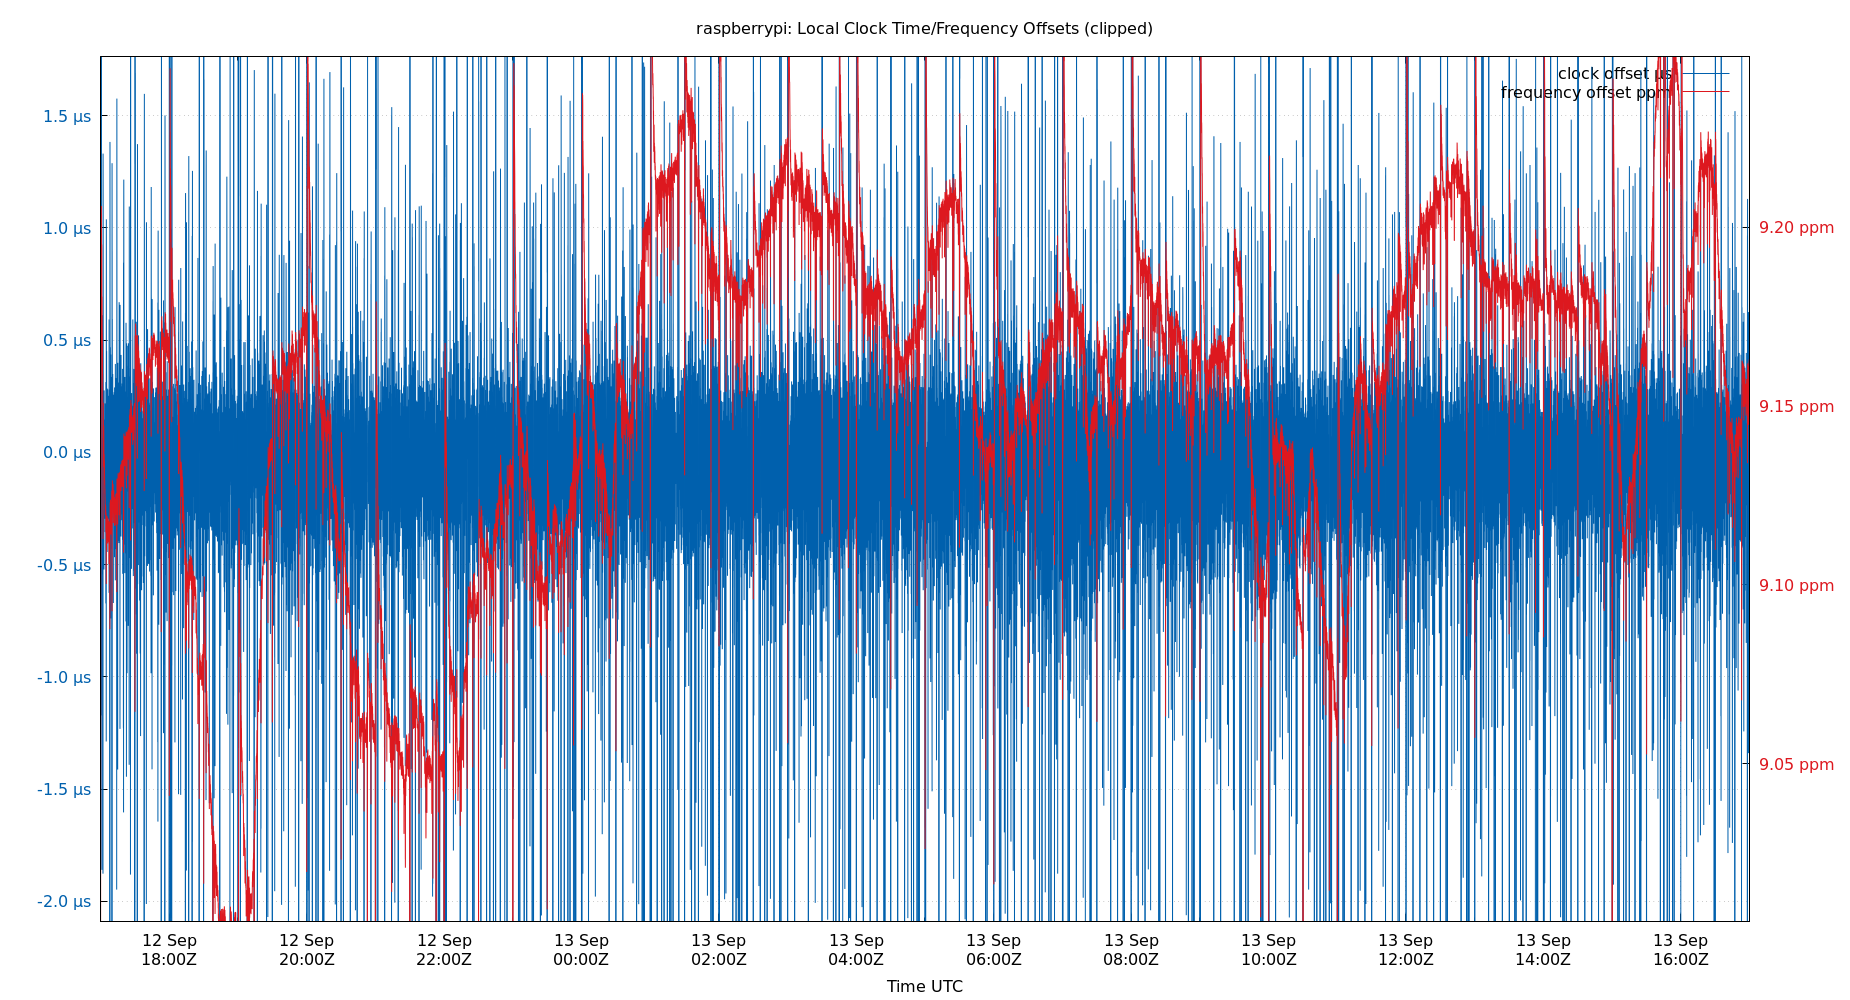 raspberrypi: Local Clock Time/Frequency Offsets (clipped)
clock offset µs
frequency offset ppm
1.5 µs
1.0 µs
0.5 µs
0.0 µs
-0.5 µs
-1.0 µs
-1.5 µs
-2.0 µs
9.20 ppm
9.15 ppm
9.10 ppm
9.05 ppm
12 Sep 12 Sep 12 Sep 13 Sep 13 Sep 13 Sep 13 Sep 13 Sep 13 Sep 13 Sep 13 Sep 13 Sep
18:00Z 20:00Z 22:00Z 00:00Z 02:00Z 04:00Z 06:00Z 08:00Z 10:00Z 12:00Z 14:00Z 16:00Z
Time UTC